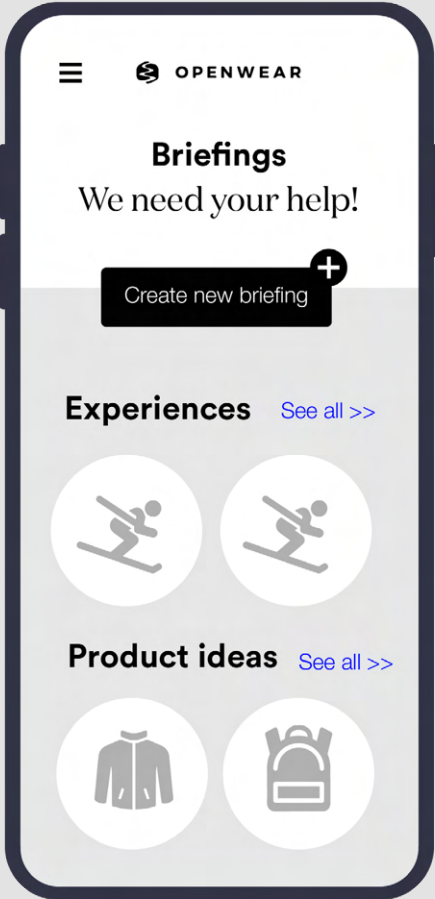 OPENWEAR
Briefings
We need your help!
Create new briefing
Experiences See all >>
Product ideas See all >>